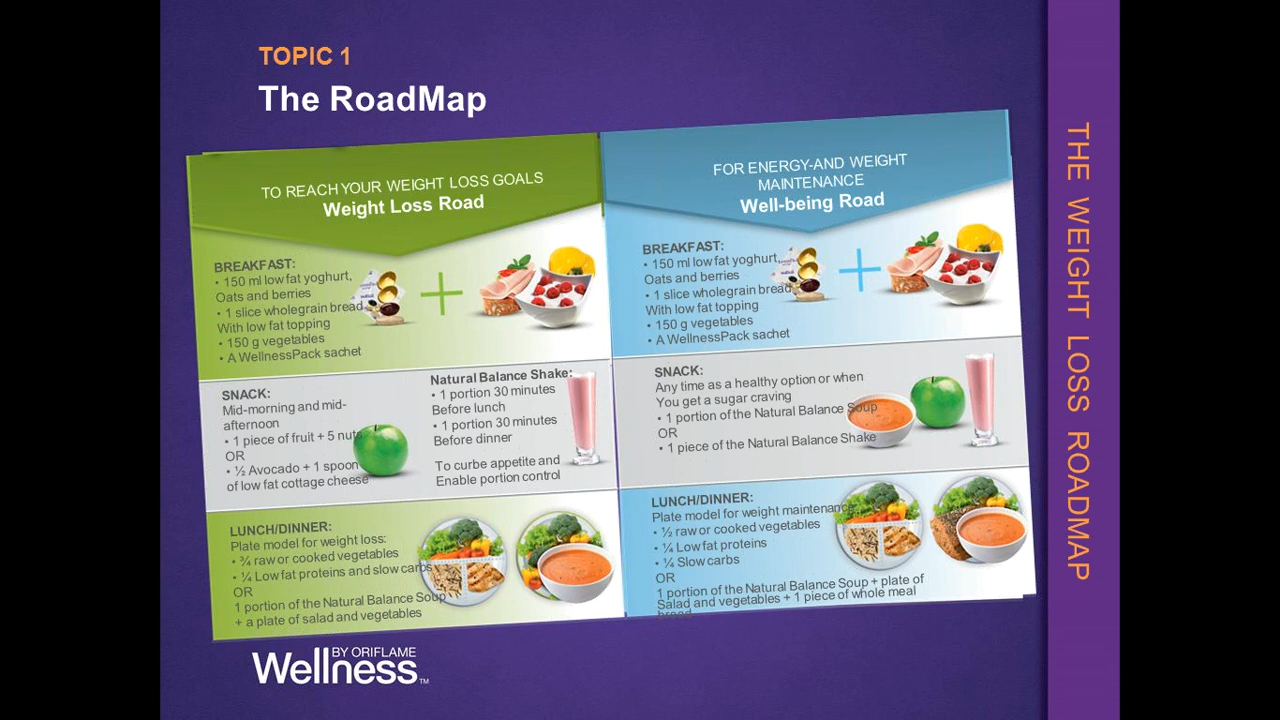 TOPIC 1
The RoadMap
TO REACH YOUR WEIGHT LOSS GOALS
Weight Loss Road
BREAKFAST:
• 150 ml low fat yoghurt,
Oats and berries
• 1 slice wholegrain bread
With low fat topping
• 150 g vegetables
• A WellnessPack sachet
SNACK:
Mid-morning and mid-
afternoon
• 1 piece of fruit + 5 nuts
OR
• ½ Avocado + 1 spoon
of low fat cottage cheese
Natural Balance Shake:
• 1 portion 30 minutes
Before lunch
• 1 portion 30 minutes
Before dinner
To curbe appetite and
Enable portion control
LUNCH/DINNER:
Plate model for weight loss:
• ¾ raw or cooked vegetables
• ¼ Low fat proteins and slow carbs
OR
1 portion of the Natural Balance Soup
+ a plate of salad and vegetables
FOR ENERGY-AND WEIGHT
MAINTENANCE
Well-being Road
BREAKFAST:
• 150 ml low fat yoghurt,
Oats and berries
• 1 slice wholegrain bread
With low fat topping
• 150 g vegetables
• A WellnessPack sachet
SNACK:
Any time as a healthy option or when
You get a sugar craving
• 1 portion of the Natural Balance Soup
OR
• 1 piece of the Natural Balance Shake
LUNCH/DINNER:
Plate model for weight maintenance
• ½ raw or cooked vegetables
• ¼ Low fat proteins
• ¼ Slow carbs
OR
1 portion of the Natural Balance Soup + plate of
Salad and vegetables + 1 piece of whole meal
bread
THE WEIGHT LOSS ROADMAP
BY ORIFLAME
Wellness™